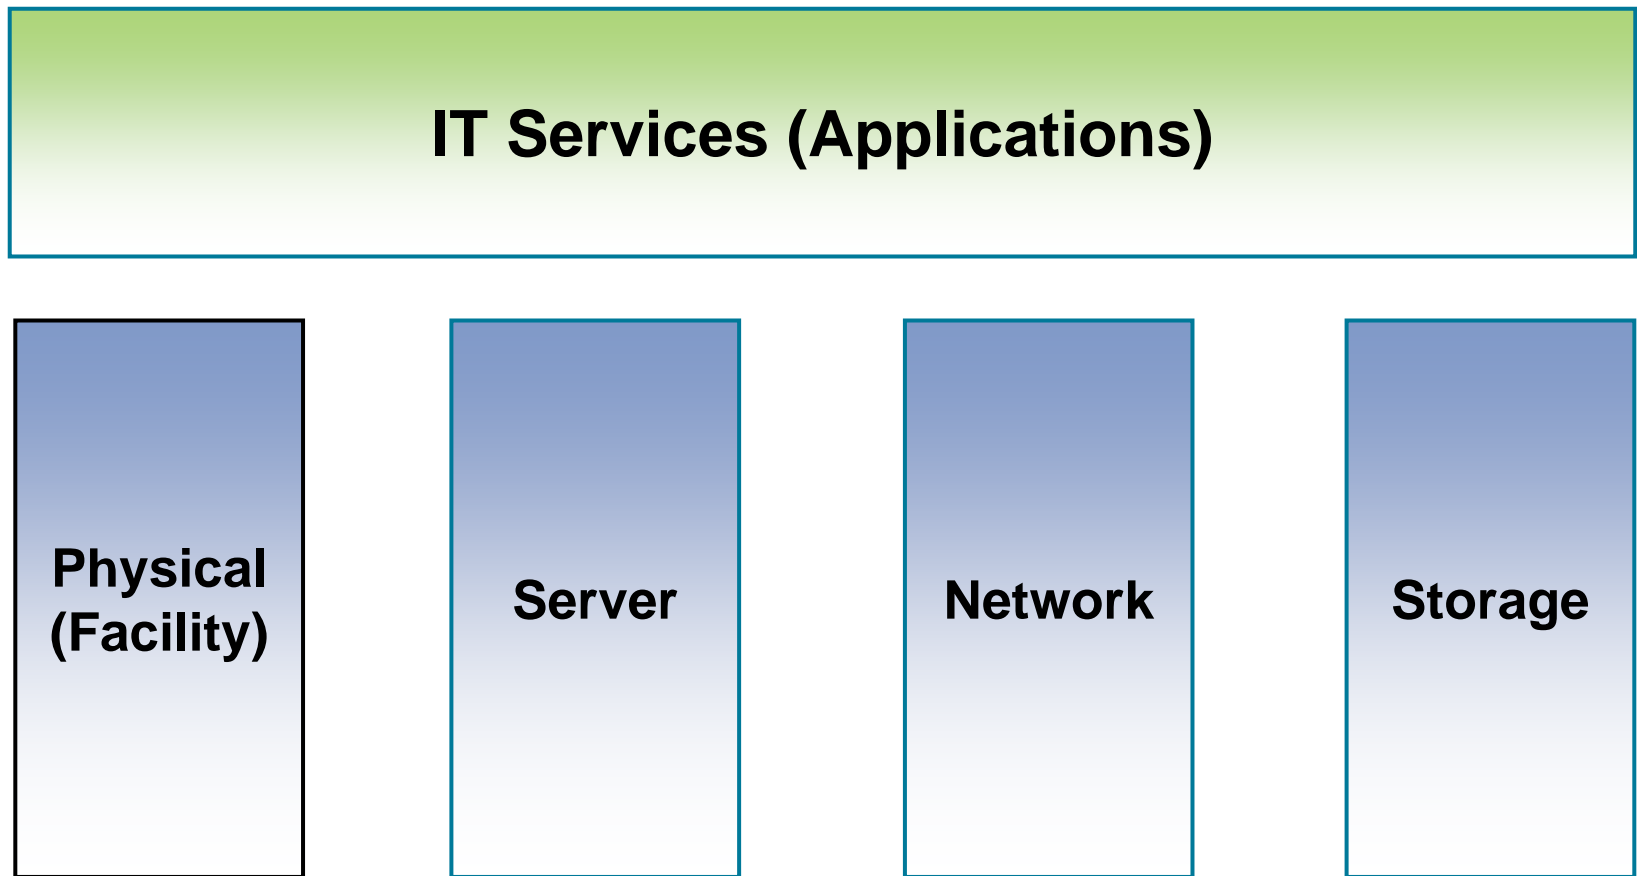 IT Services (Applications)
Physical
(Facility)
Server
Network
Storage